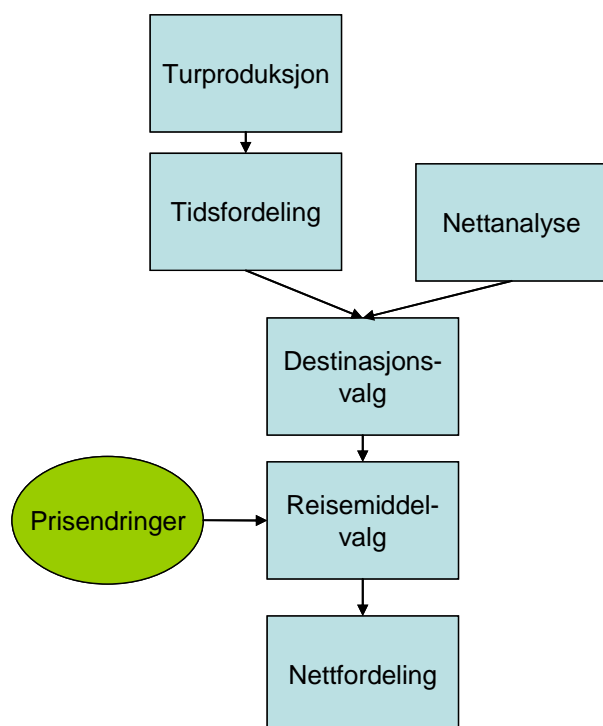 Turproduksjon
Tidsfordeling
Nettanalyse
Destinasjons-
valg
Prisendringer
Reisemiddel-
valg
Nettfordeling